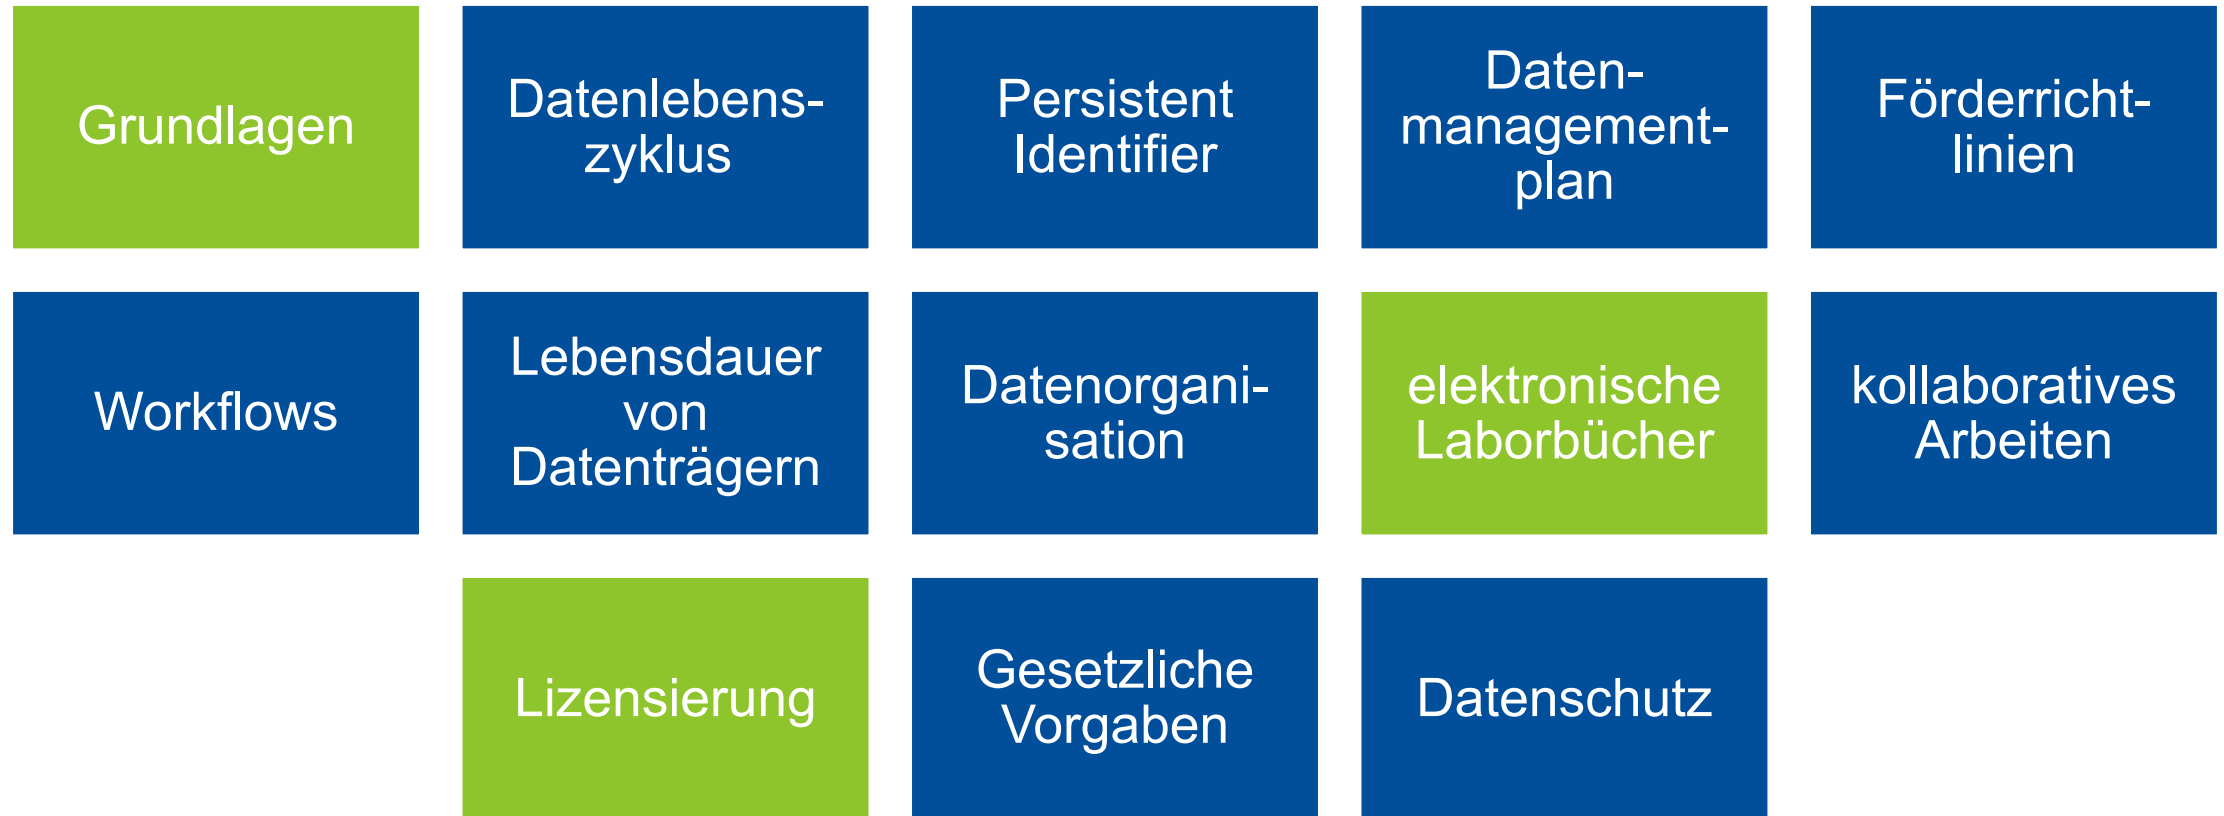 Grundlagen
Datenlebens-
zyklus
Persistent
Identifier
Daten-
management-
plan
Förderricht-
linien
Workflows
Lebensdauer
von
Datenträgern
Datenorgani-
sation
elektronische
Laborbücher
kollaboratives
Arbeiten
Lizensierung
Gesetzliche
Vorgaben
Datenschutz